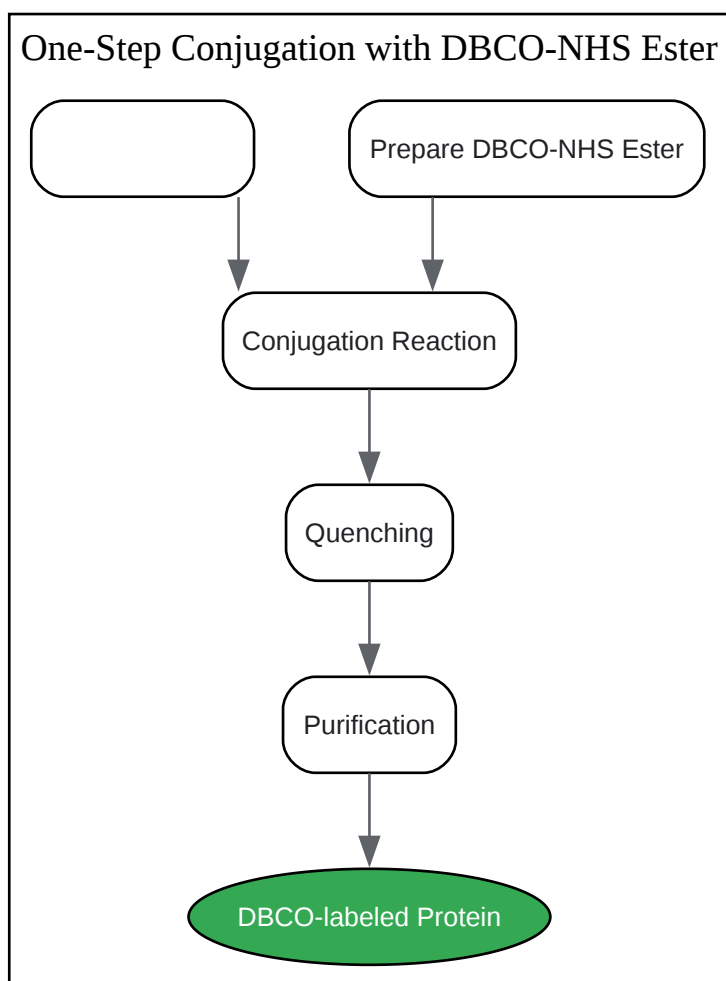 One-Step Conjugation with DBCO-NHS Ester
Prepare DBCO-NHS Ester
Conjugation Reaction
Quenching
Purification
DBCO-labeled Protein